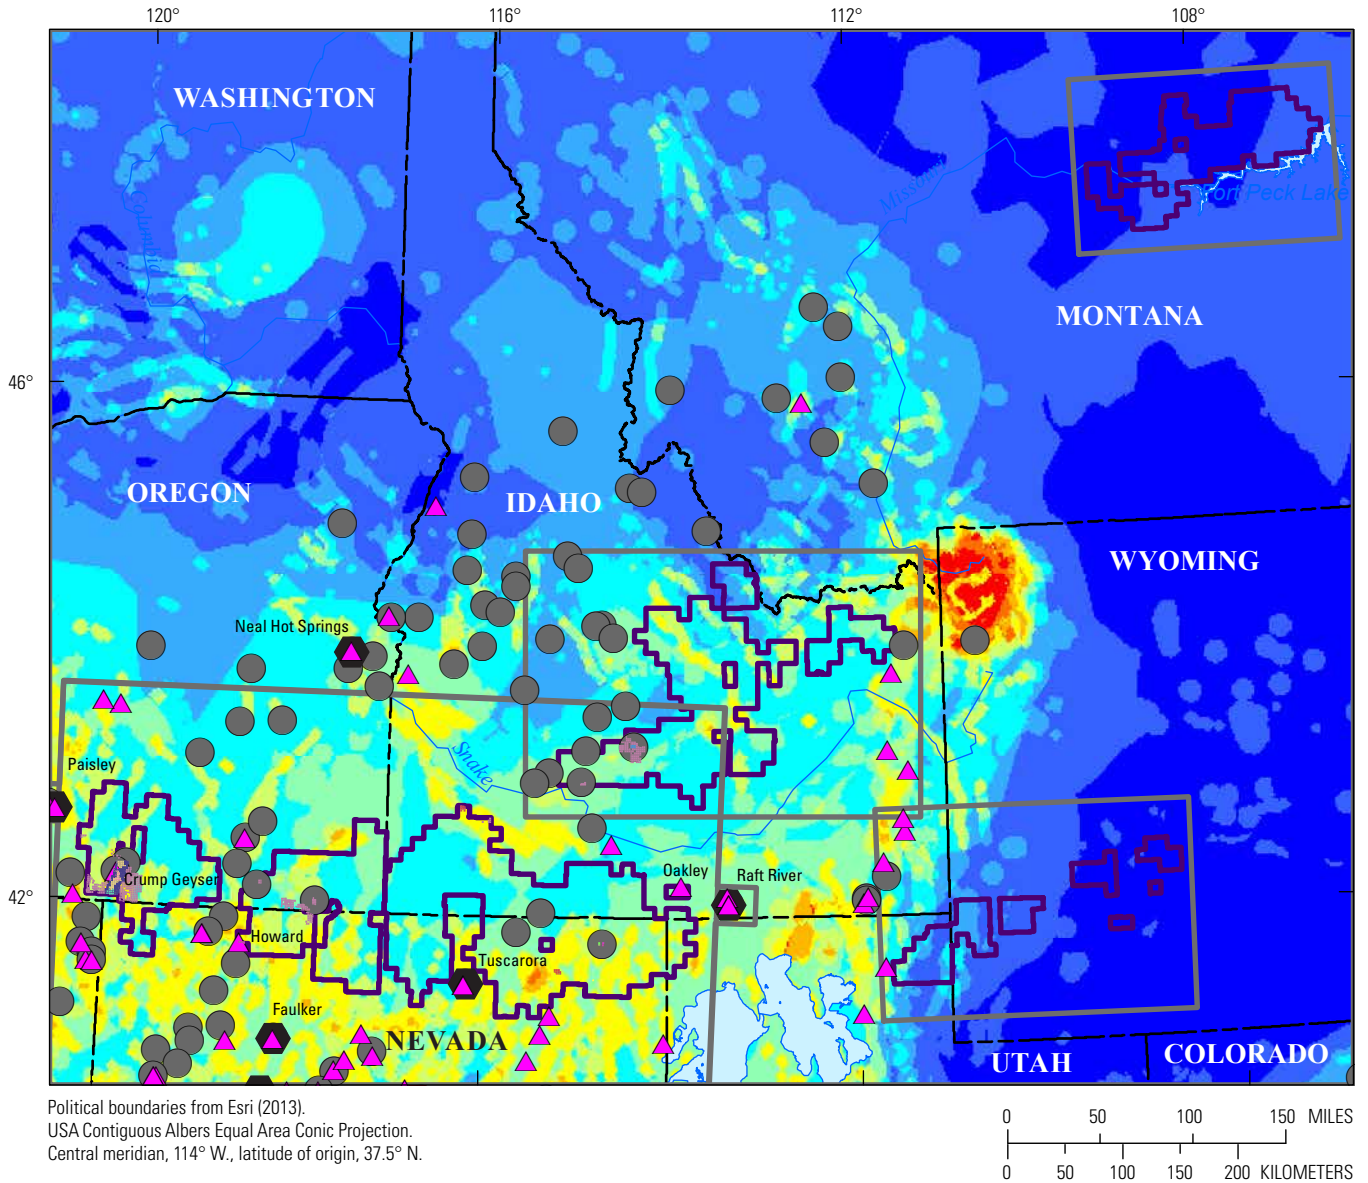 120° 116° 112° 108°
WASHINGTON
Columbia
Missouri
Fort Peck Lake
MONTANA
46°
OREGON
IDAHO
WYOMING
Neal Hot Springs
Snake
Paisley
Crump Geyser
Oakley
Raft River
42°
Howard
Tuscarora
Faulker
NEVADA
UTAH
COLORADO
Political boundaries from Esri (2013).
USA Contiguous Albers Equal Area Conic Projection.
Central meridian, 114° W., latitude of origin, 37.5° N.
0 50 100 150 MILES
0 50 100 150 200 KILOMETERS